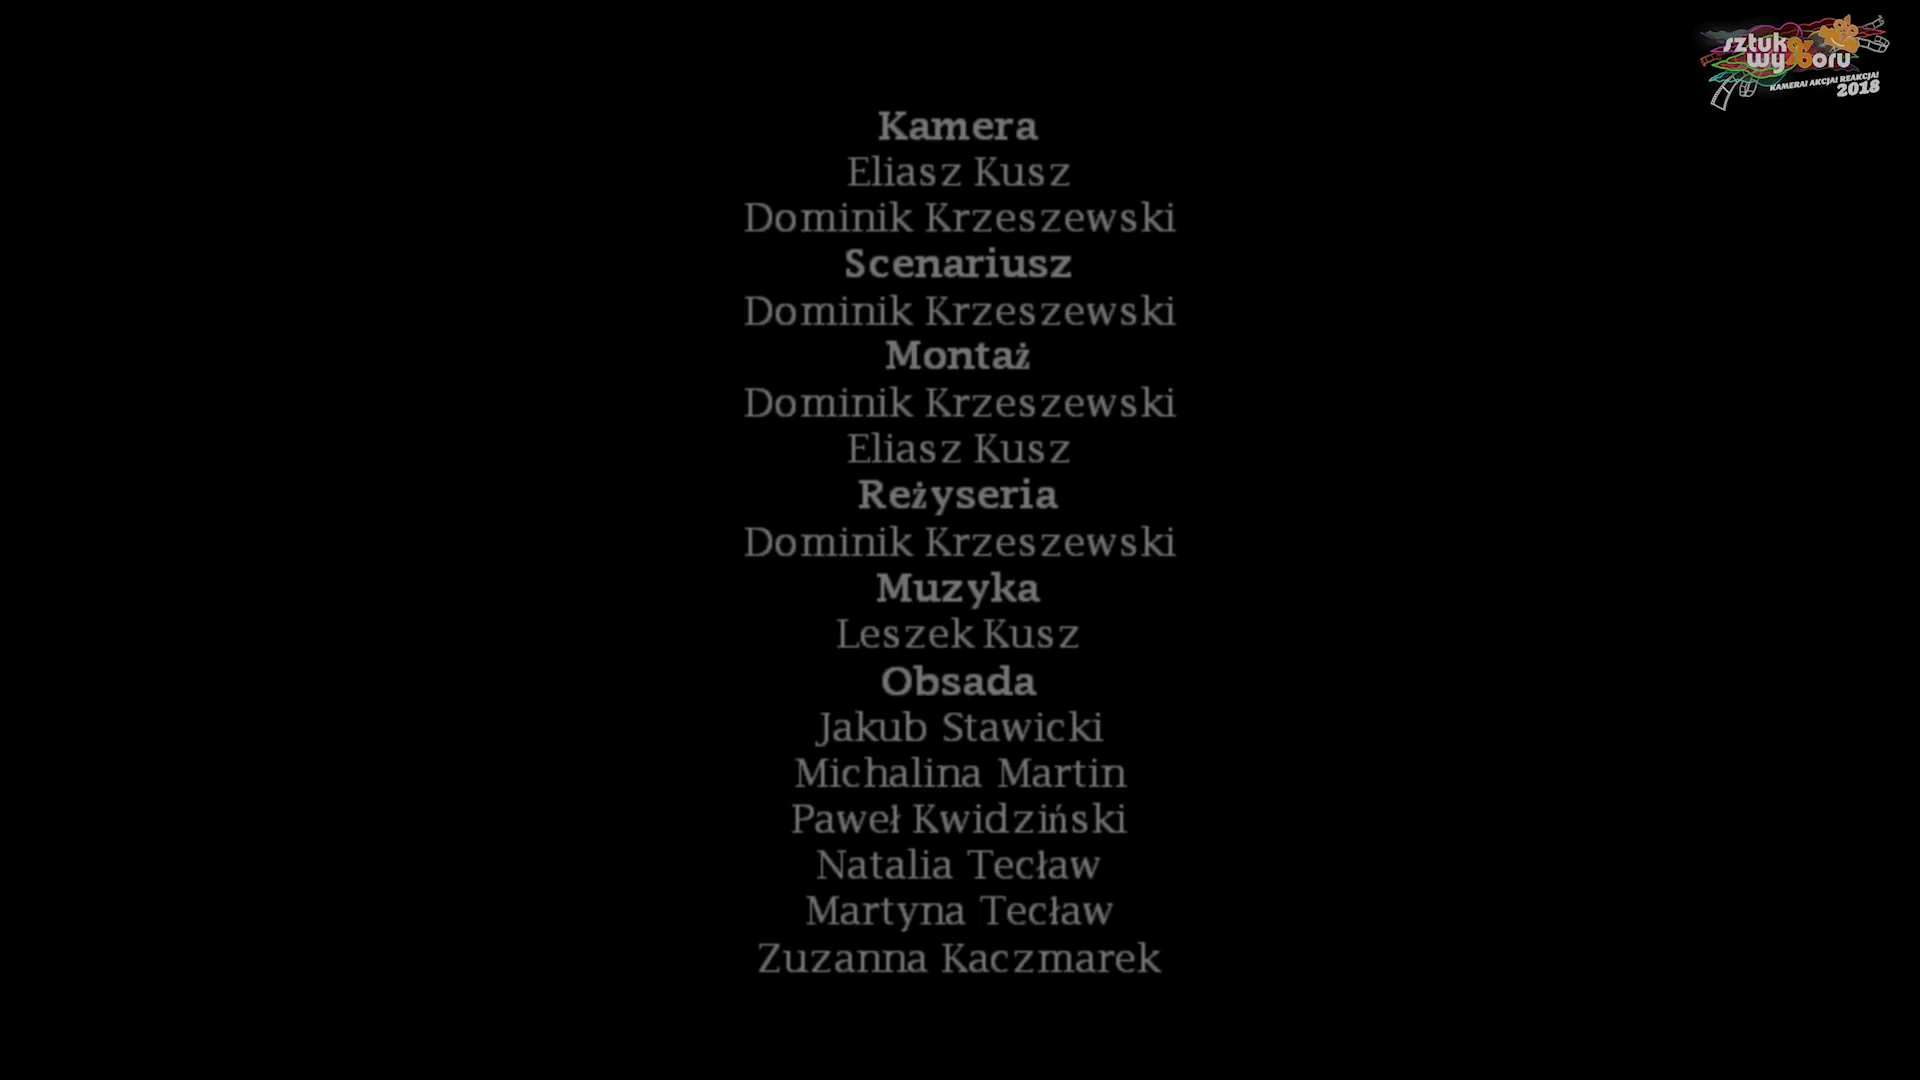 sztuka
wyboru
KAMERA! AKCJA! REAKCJA!
2018
Kamera
Eliasz Kusz
Dominik Krzeszewski
Scenariusz
Dominik Krzeszewski
Montaż
Dominik Krzeszewski
Eliasz Kusz
Reżyseria
Dominik Krzeszewski
Muzyka
Leszek Kusz
Obsada
Jakub Stawicki
Michalina Martin
Paweł Kwidziński
Natalia Tecław
Martyna Tecław
Zuzanna Kaczmarek